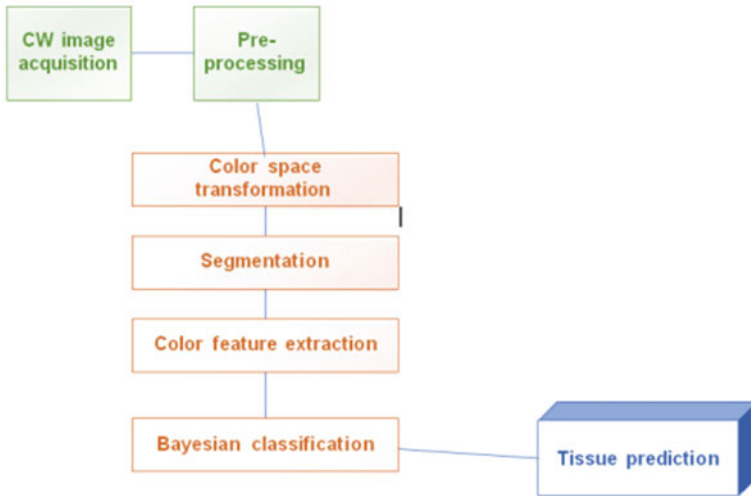 CW image
acquisition
Pre-
processing
Color space
transformation
Segmentation
Color feature extraction
Bayesian classification
Tissue prediction